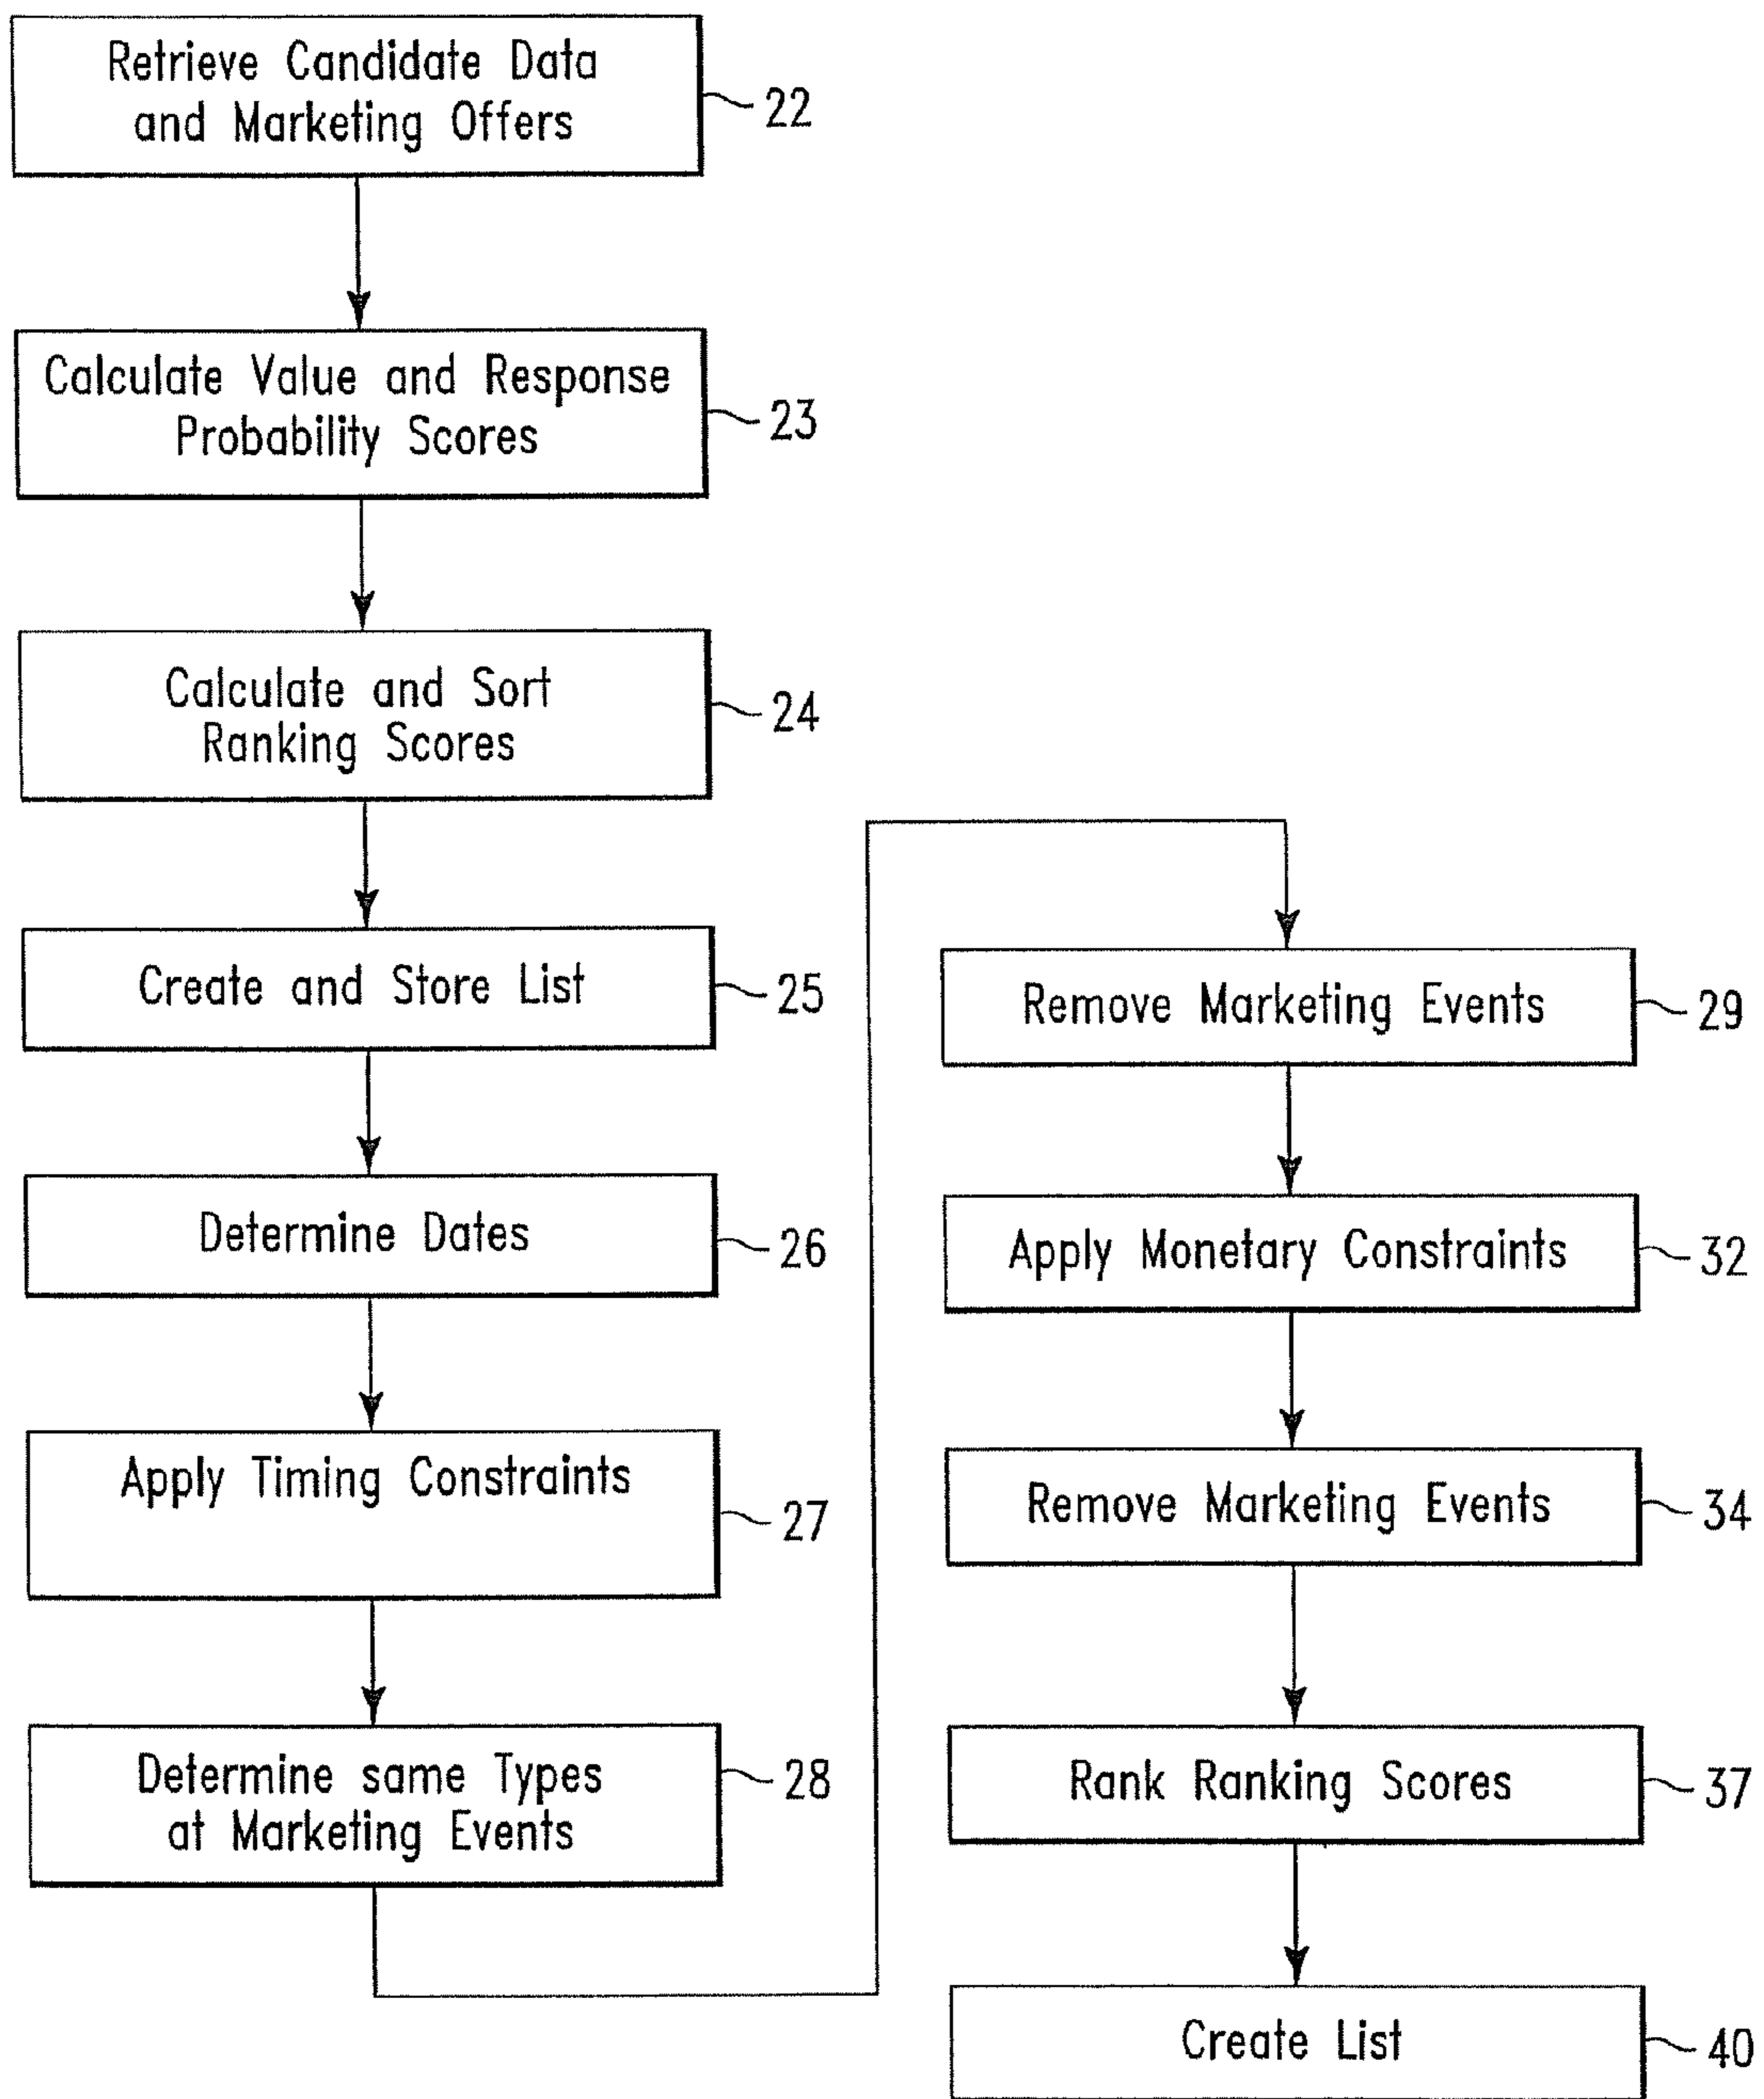 Retrieve Candidate Data
and Marketing Offers
22
Calculate Value and Response
Probability Scores
23
Calculate and Sort
Ranking Scores
24
Create and Store List
25
Determine Dates
26
Apply Timing Constraints
27
Determine same Types
at Marketing Events
28
Remove Marketing Events
29
Apply Monetary Constraints
32
Remove Marketing Events
34
Rank Ranking Scores
37
Create List
40